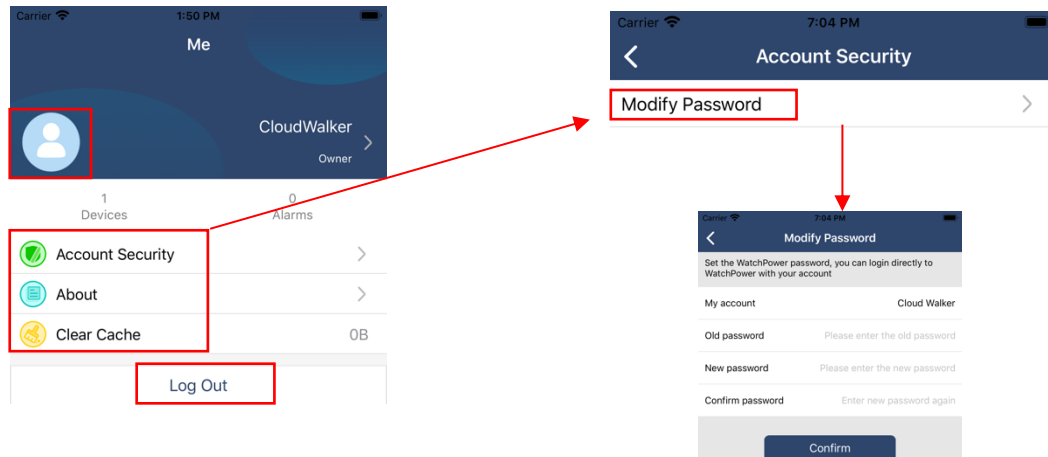 Carrier 1:50 PM
Me
CloudWalker
Owner
1 0
Devices Alarms
Account Security
About
Clear Cache 0B
Log Out
Carrier 7:04 PM
Account Security
Modify Password
Carrier 7:04 PM
Modify Password
Set the WatchPower password, you can login directly to
WatchPower with your account
My account Cloud Walker
Old password Please enter the old password
New password Please enter the new password
Confirm password Enter new password again
Confirm